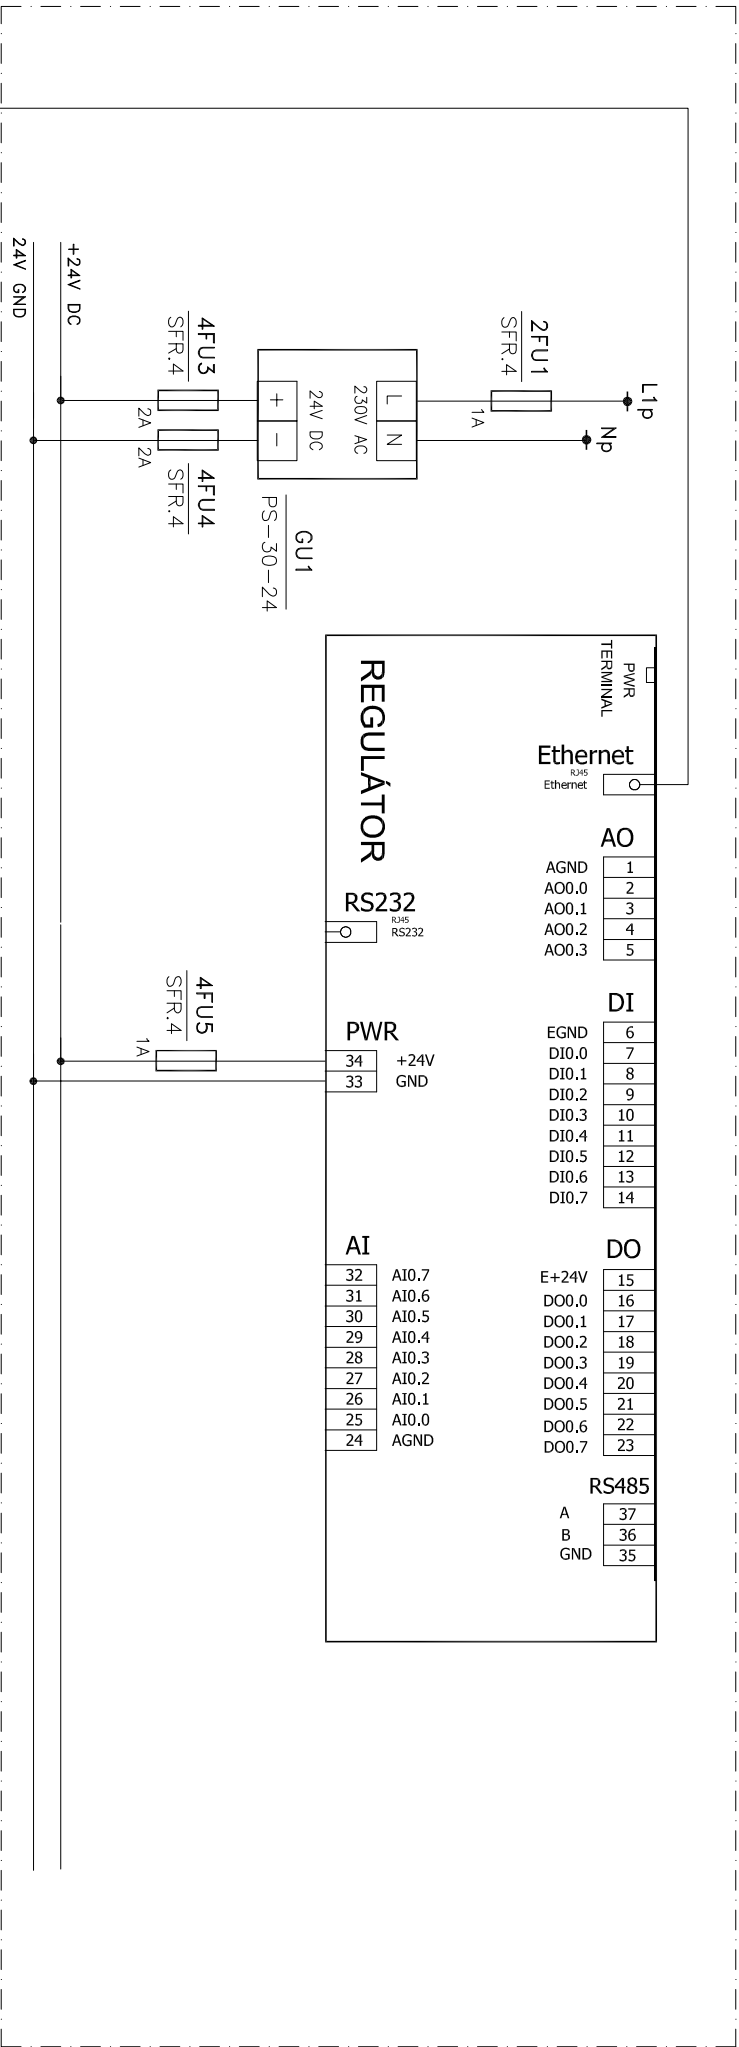 24V GND
+24V DC
4FU3
SFR.4
2A
2A
4FU4
SFR.4
2FU1
SFR.4
1A
L1p
Np
L
N
230V AC
24V DC
+
−
GU1
PS-30-24
REGULÁTOR
PWR
TERMINAL
Ethernet
RJ45
Ethernet
AO
AGND 1
AO0.0 2
AO0.1 3
AO0.2 4
AO0.3 5
RS232
RJ45
RS232
4FU5
SFR.4
1A
PWR
34 +24V
33 GND
DI
EGND 6
DI0.0 7
DI0.1 8
DI0.2 9
DI0.3 10
DI0.4 11
DI0.5 12
DI0.6 13
DI0.7 14
AI
32 AI0.7
31 AI0.6
30 AI0.5
29 AI0.4
28 AI0.3
27 AI0.2
26 AI0.1
25 AI0.0
24 AGND
DO
E+24V 15
DO0.0 16
DO0.1 17
DO0.2 18
DO0.3 19
DO0.4 20
DO0.5 21
DO0.6 22
DO0.7 23
RS485
A 37
B 36
GND 35